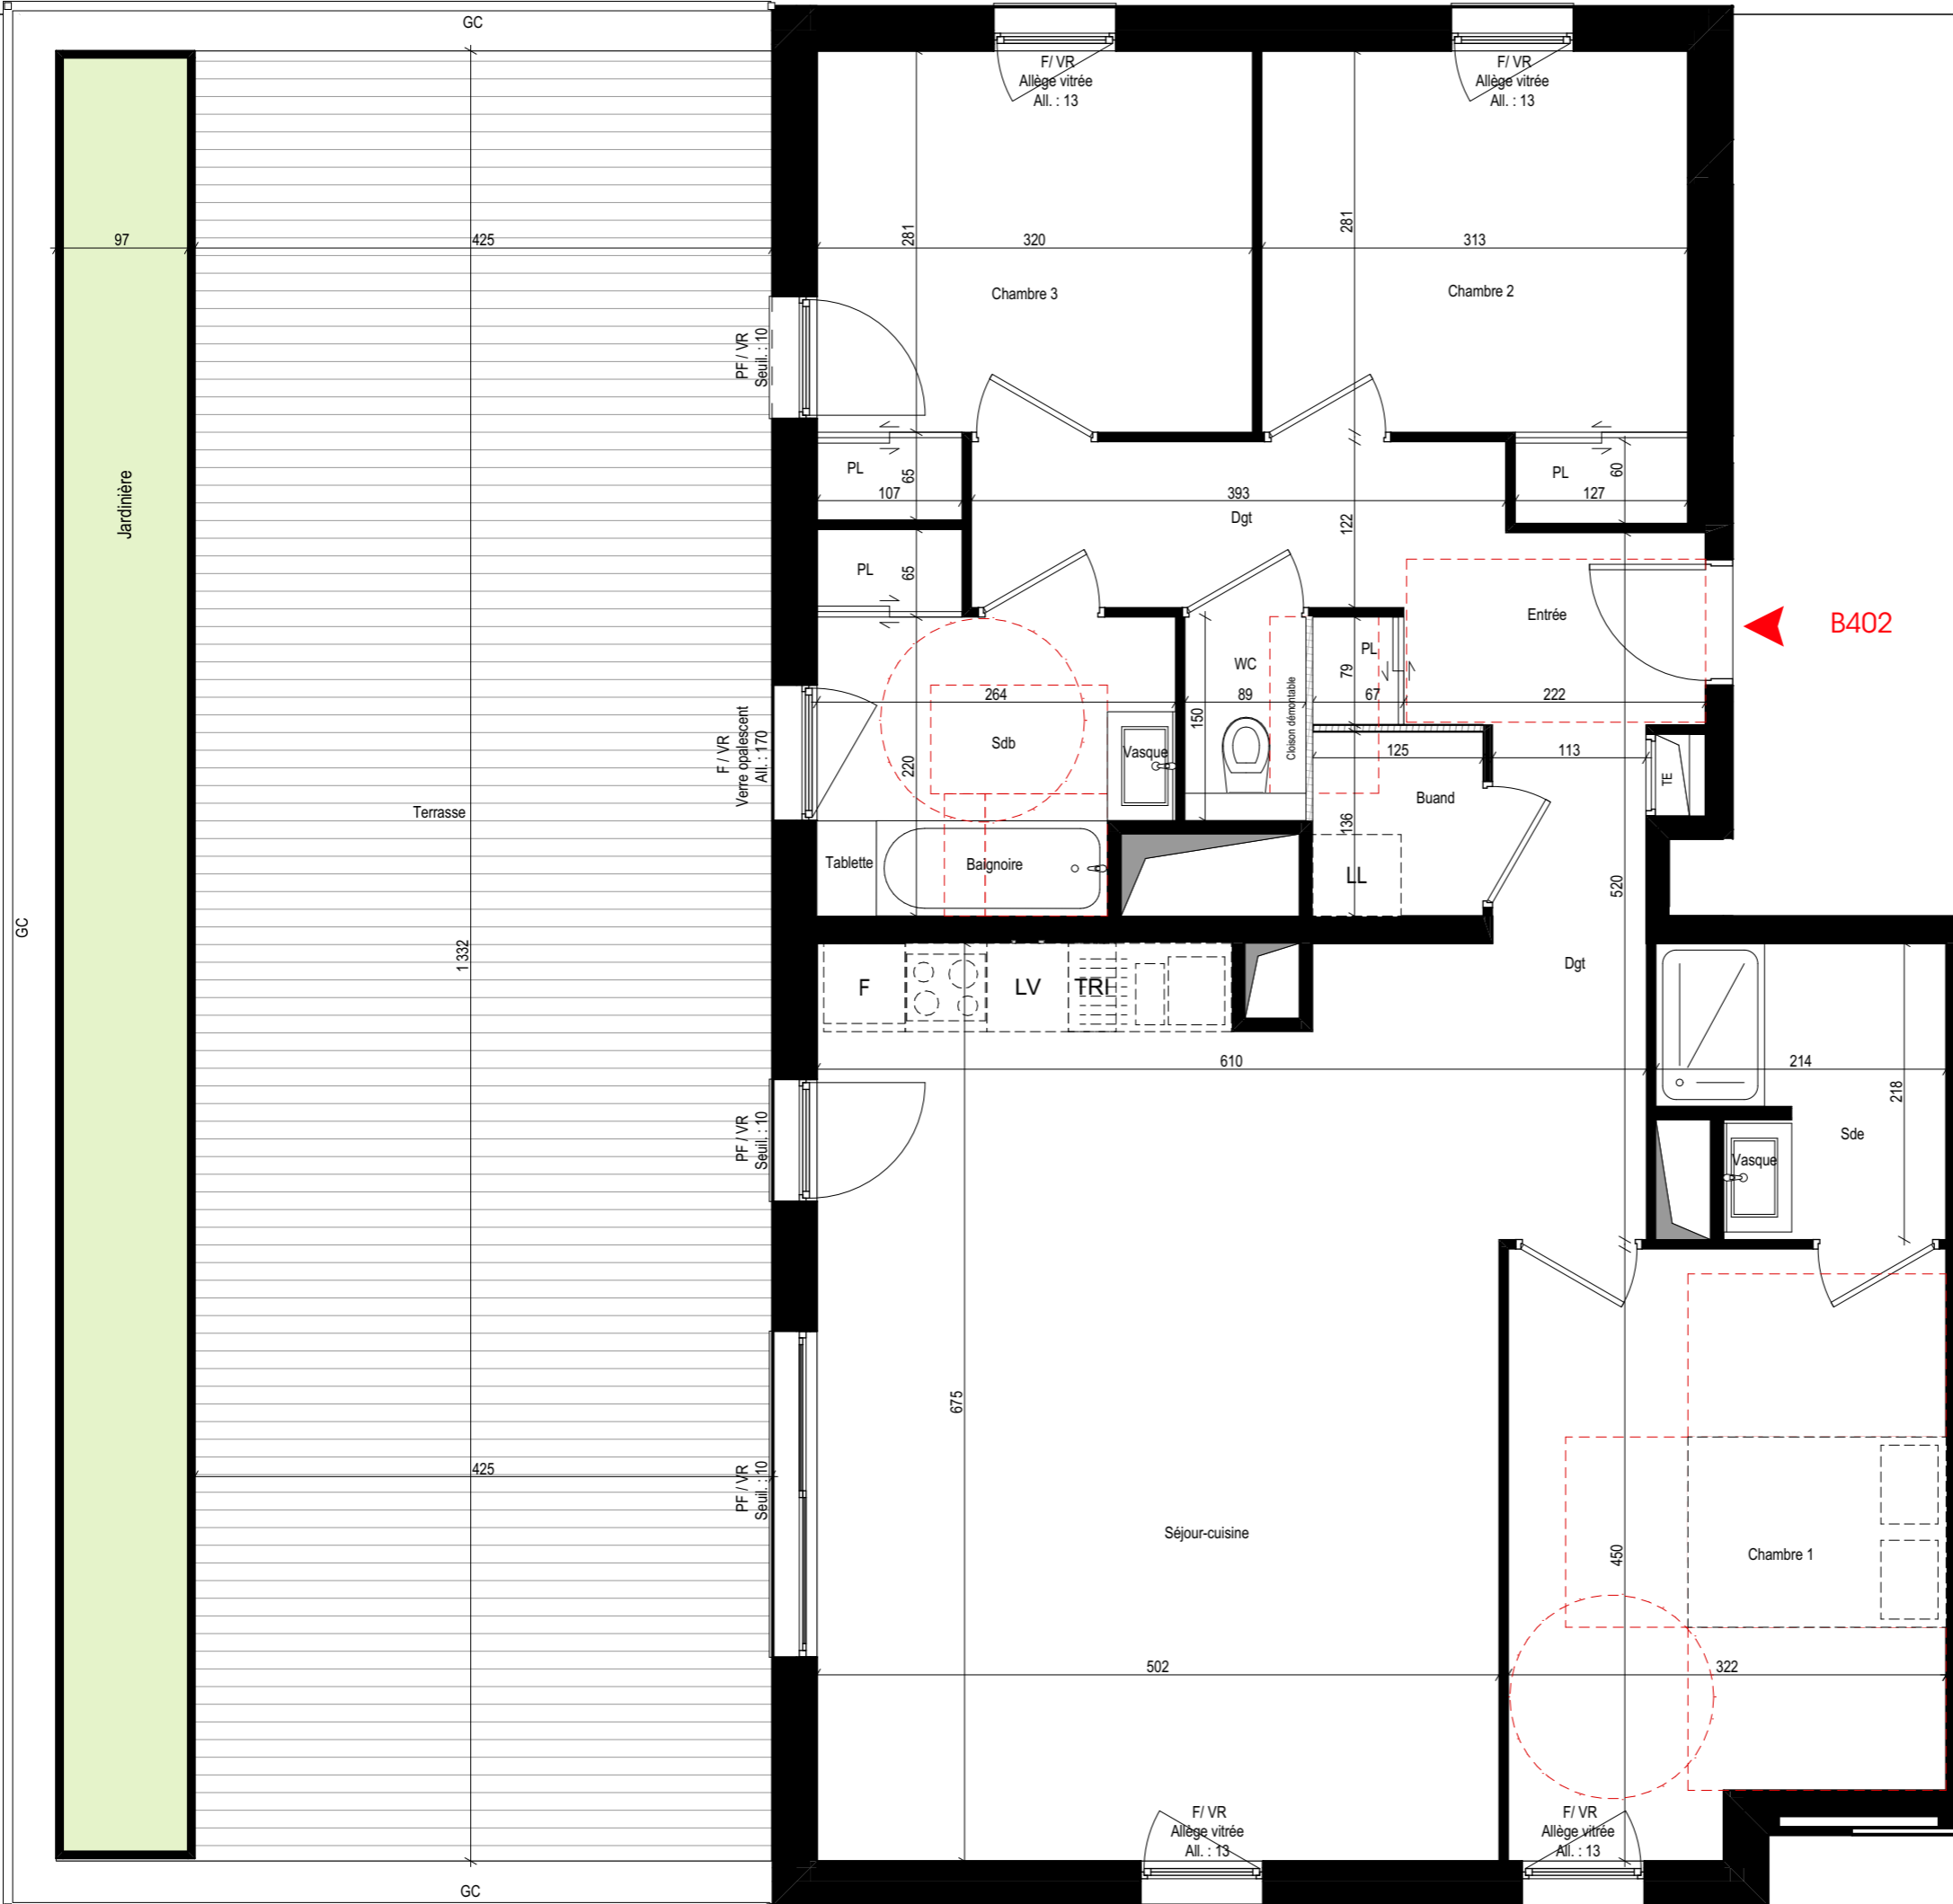 GC
F/ VR
Allège vitrée
All. : 13
F/ VR
Allège vitrée
All. : 13
97
425
281
320
281
313
Chambre 3
Chambre 2
PF / VR
Seuil. : 10
Jardinière
PL
65
107
393
Dgt
122
PL
60
127
PL
65
Entrée
B402
WC
Cloison démontable
PL
79
67
222
264
89
150
Sdb
Vasque
220
F / VR
Verre opalescent
All. : 170
125
113
TE
Buand
136
Terrasse
Tablette
Baignoire
LL
520
GC
1 332
F
LV
TRI
Dgt
610
214
218
PF / VR
Seuil. : 10
Sde
Vasque
675
425
PF / VR
Seuil. : 10
Séjour-cuisine
450
Chambre 1
502
322
F/ VR
Allège vitrée
All. : 13
F/ VR
Allège vitrée
All. : 13
GC